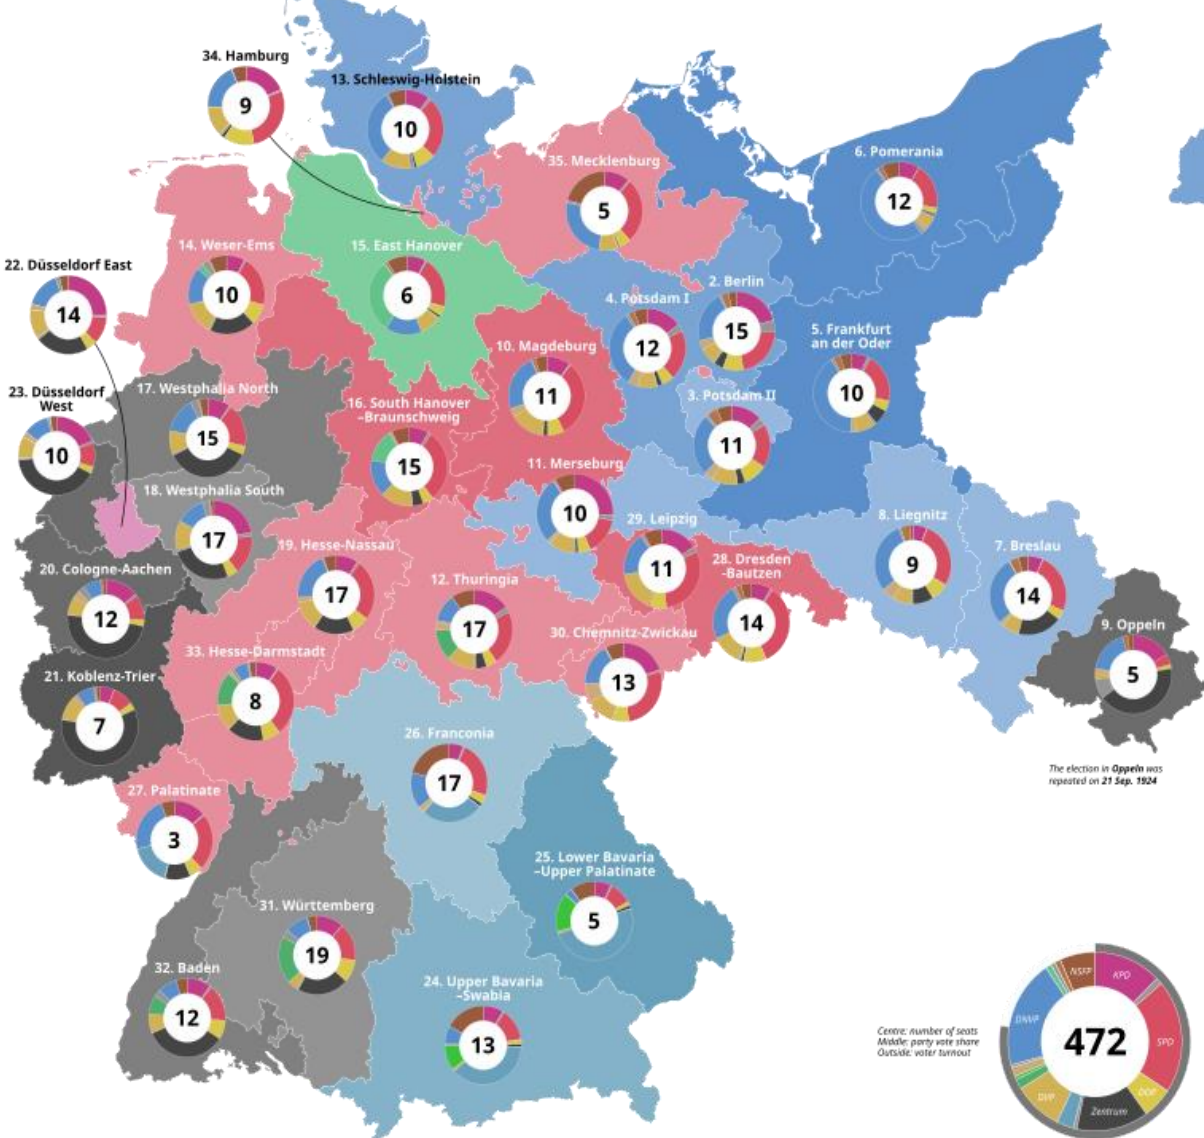 34. Hamburg
9
13. Schleswig-Holstein
10
35. Mecklenburg
5
6. Pomerania
12
14. Weser-Ems
10
15. East Hanover
6
22. Düsseldorf East
14
4. Potsdam I
12
2. Berlin
15
5. Frankfurt
an der Oder
10
10. Magdeburg
11
23. Düsseldorf
West
10
17. Westphalia North
15
16. South Hanover
–Braunschweig
15
3. Potsdam II
11
11. Merseburg
10
18. Westphalia South
17
29. Leipzig
11
8. Liegnitz
9
7. Breslau
14
19. Hesse-Nassau
17
20. Cologne-Aachen
12
12. Thuringia
17
28. Dresden
-Bautzen
14
30. Chemnitz-Zwickau
13
9. Oppeln
5
33. Hesse-Darmstadt
8
21. Koblenz-Trier
7
26. Franconia
17
The election in Oppeln was
repeated on 21 Sep. 1924
27. Palatinate
3
25. Lower Bavaria
–Upper Palatinate
5
31. Württemberg
19
32. Baden
12
24. Upper Bavaria
–Swabia
13
Centre: number of seats
Middle: party vote share
Outside: voter turnout
472
NSFP
KPD
DNVP
SPD
DVP
DDP
Zentrum